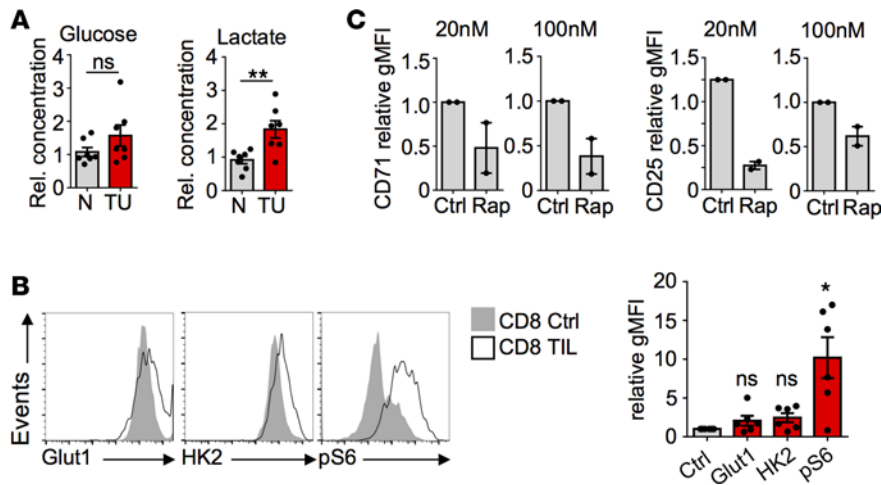 A
Glucose
Lactate
Rel. concentration
4
3
2
1
0
ns
N TU
Rel. concentration
4
3
2
1
0
**
N TU
C
20nM
100nM
20nM
100nM
CD71 relative gMFI
1.5
1.0
0.5
0
Ctrl Rap
1.5
1.0
0.5
0
Ctrl Rap
CD25 relative gMFI
1.5
1.0
0.5
0
Ctrl Rap
1.5
1.0
0.5
0
Ctrl Rap
B
Events
Glut1
HK2
pS6
CD8 Ctrl
CD8 TIL
relative gMFI
20
15
10
5
0
ns
ns
*
Ctrl
Glut1
HK2
pS6